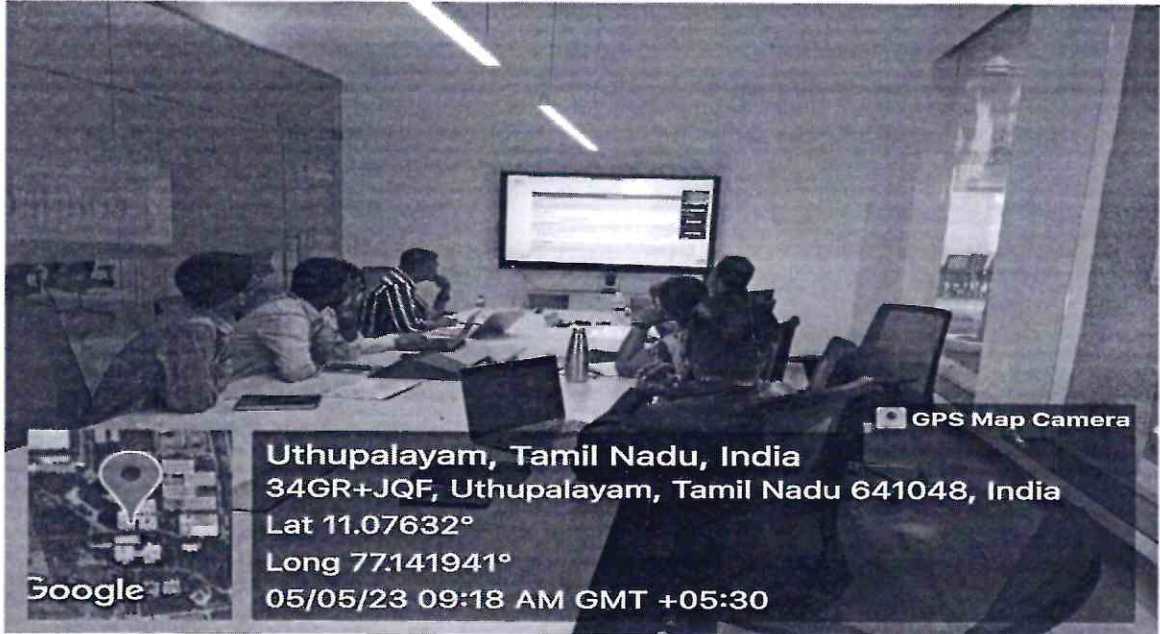 GPS Map Camera
Uthupalayam, Tamil Nadu, India
34GR+JQF, Uthupalayam, Tamil Nadu 641048, India
Lat 11.07632°
Long 77.141941°
05/05/23 09:18 AM GMT +05:30
Google